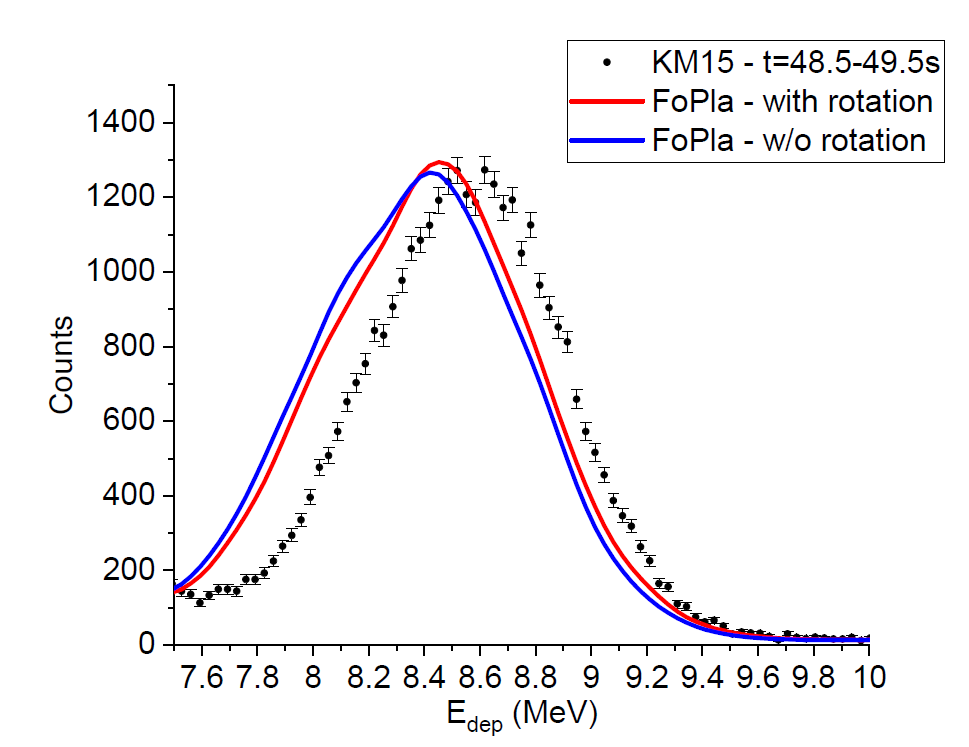 KM15 - t=48.5-49.5s
FoPla - with rotation
FoPla - w/o rotation
1400
1200
1000
800
600
400
200
0
Counts
7.6 7.8 8 8.2 8.4 8.6 8.8 9 9.2 9.4 9.6 9.8 10
Edep (MeV)